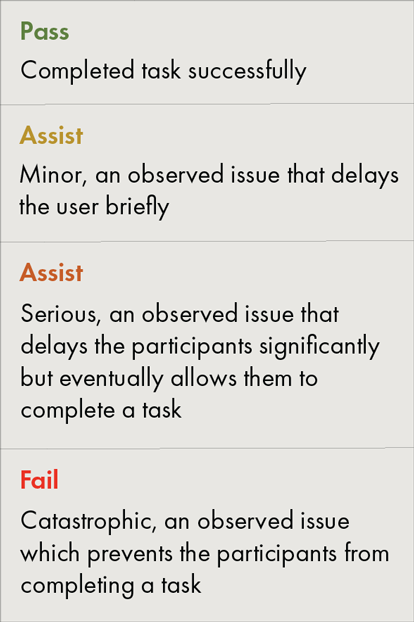 Pass
Completed task successfully
Assist
Minor, an observed issue that delays
the user briefly
Assist
Serious, an observed issue that
delays the participants significantly
but eventually allows them to
complete a task
Fail
Catastrophic, an observed issue
which prevents the participants from
completing a task